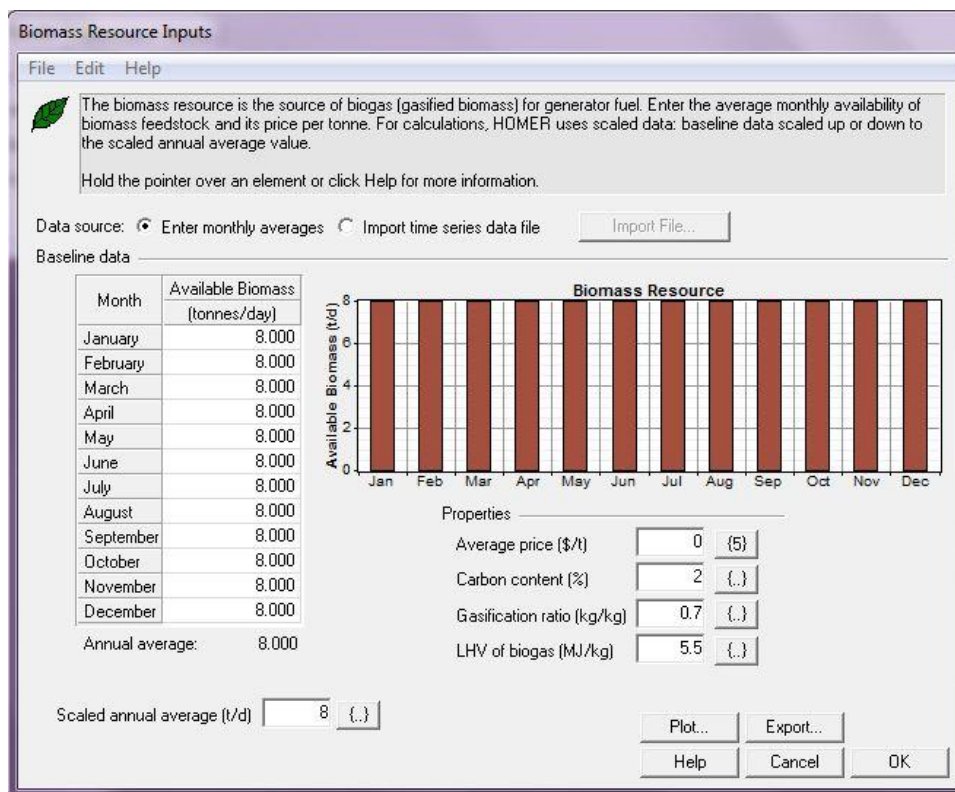 Biomass Resource Inputs
File Edit Help
The biomass resource is the source of biogas (gasified biomass) for generator fuel. Enter the average monthly availability of
biomass feedstock and its price per tonne. For calculations, HOMER uses scaled data: baseline data scaled up or down to
the scaled annual average value.
Hold the pointer over an element or click Help for more information.
Data source: Enter monthly averages Import time series data file Import File...
Baseline data
Month Available Biomass
(tonnes/day)
January 8.000
February 8.000
March 8.000
April 8.000
May 8.000
June 8.000
July 8.000
August 8.000
September 8.000
October 8.000
November 8.000
December 8.000
Annual average: 8.000
Biomass Resource
Available Biomass (t/d)
8
6
4
2
0
Jan Feb Mar Apr May Jun Jul Aug Sep Oct Nov Dec
Properties
Average price ($/t) 0 {5}
Carbon content (%) 2 {..}
Gasification ratio (kg/kg) 0.7 {..}
LHV of biogas (MJ/kg) 5.5 {..}
Scaled annual average (t/d) 8 {..}
Plot... Export...
Help Cancel OK